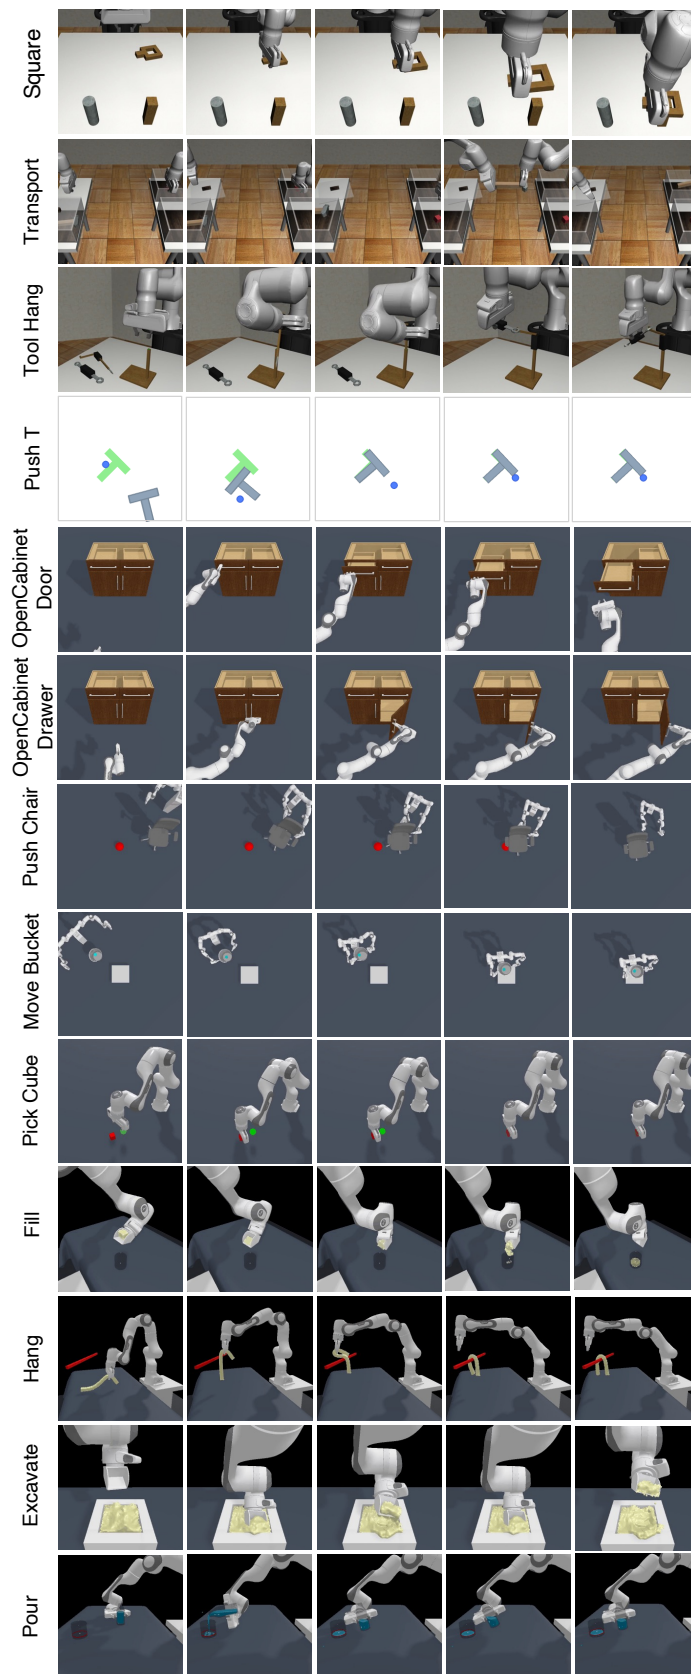 Square
Transport
Tool Hang
Push T
OpenCabinet
Door
OpenCabinet
Drawer
Push Chair
Move Bucket
Pick Cube
Fill
Hang
Excavate
Pour